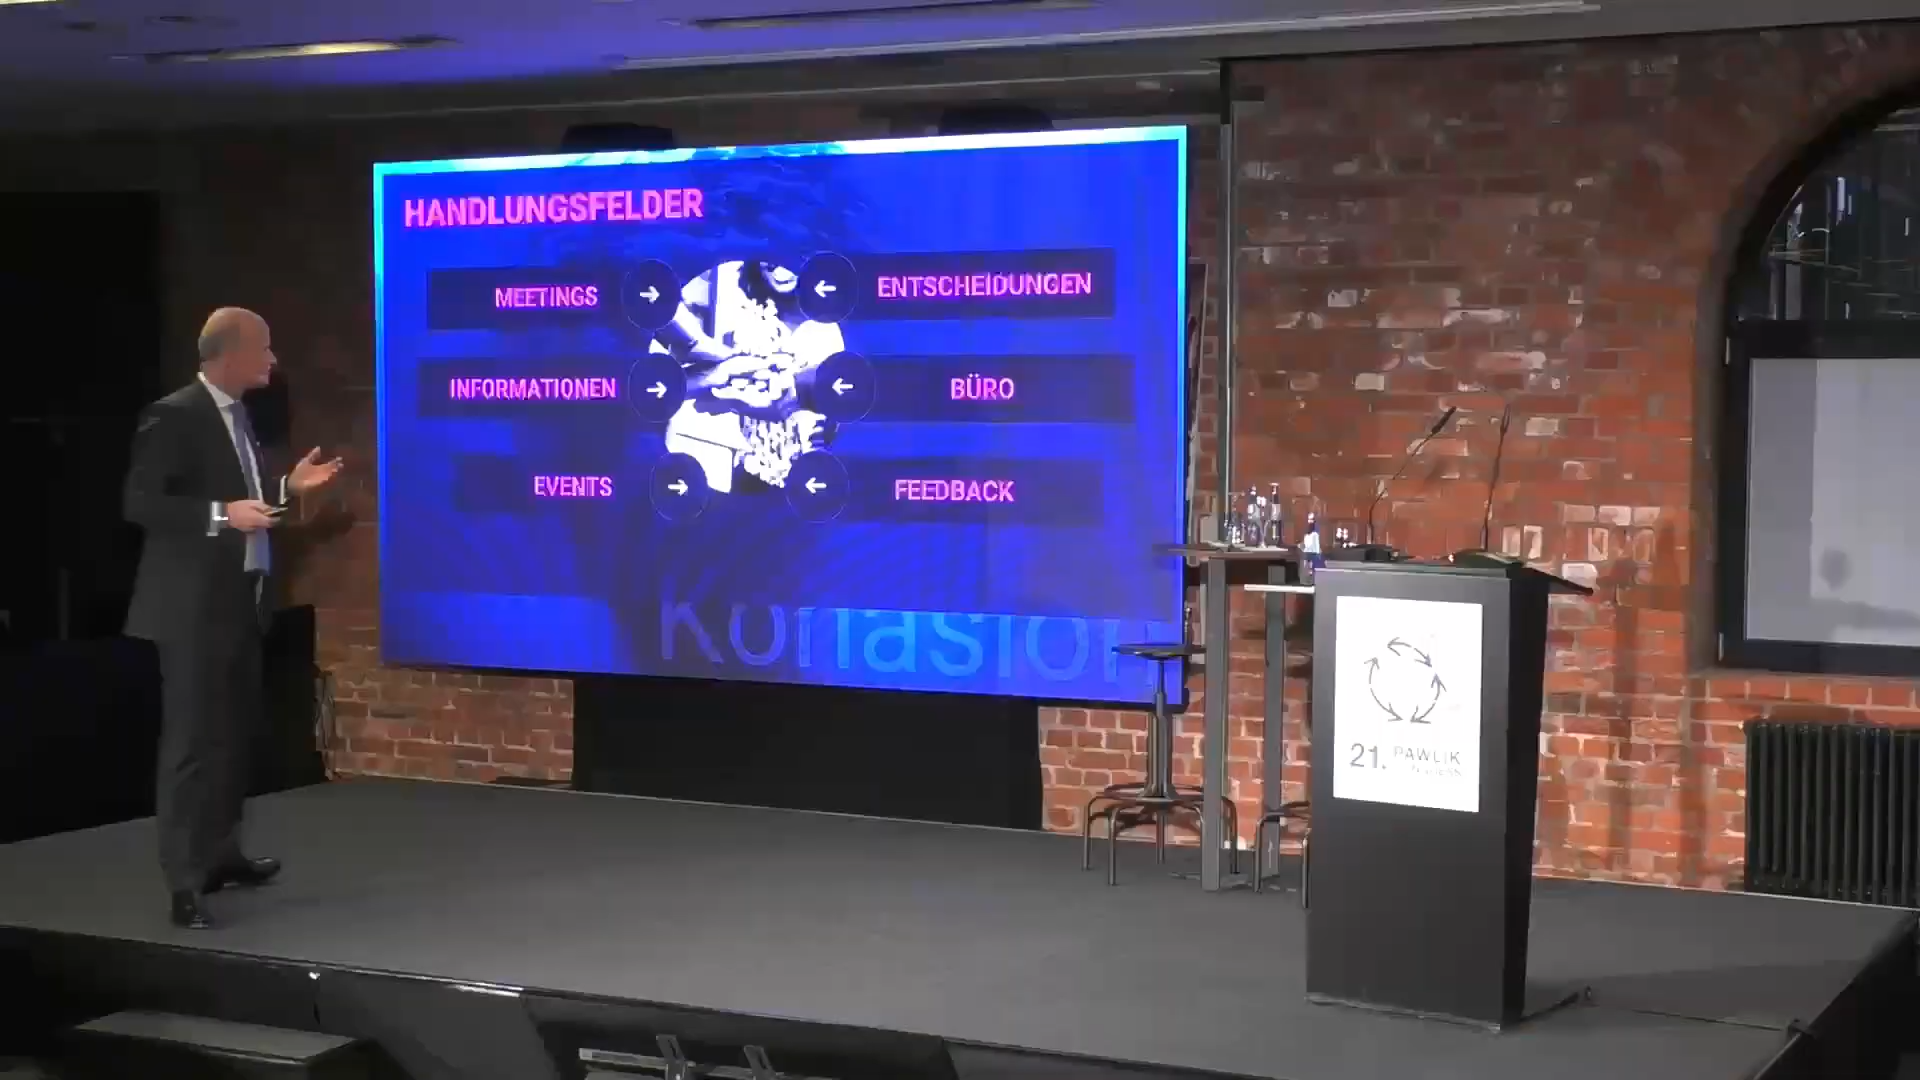 HANDLUNGSFELDER
MEETINGS
ENTSCHEIDUNGEN
INFORMATIONEN
BÜRO
EVENTS
FEEDBACK
21. PAWLIK